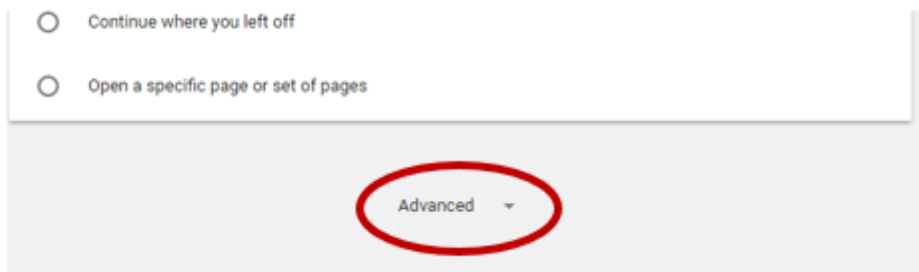 Continue where you left off
Open a specific page or set of pages
Advanced